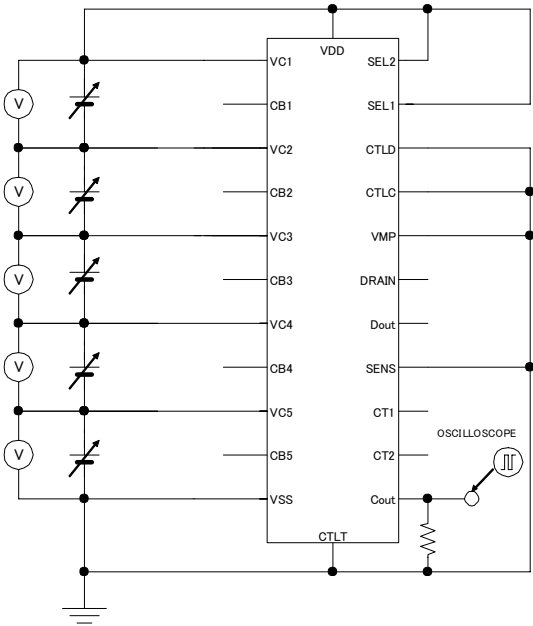 VDD
VC1 SEL2
V
CB1 SEL1
VC2 CTLD
V
CB2 CTLC
VC3 VMP
V
CB3 DRAIN
VC4 Dout
V
CB4 SENS
VC5 CT1
OSCILLOSCOPE
V
CB5 CT2
VSS Cout
CTLT